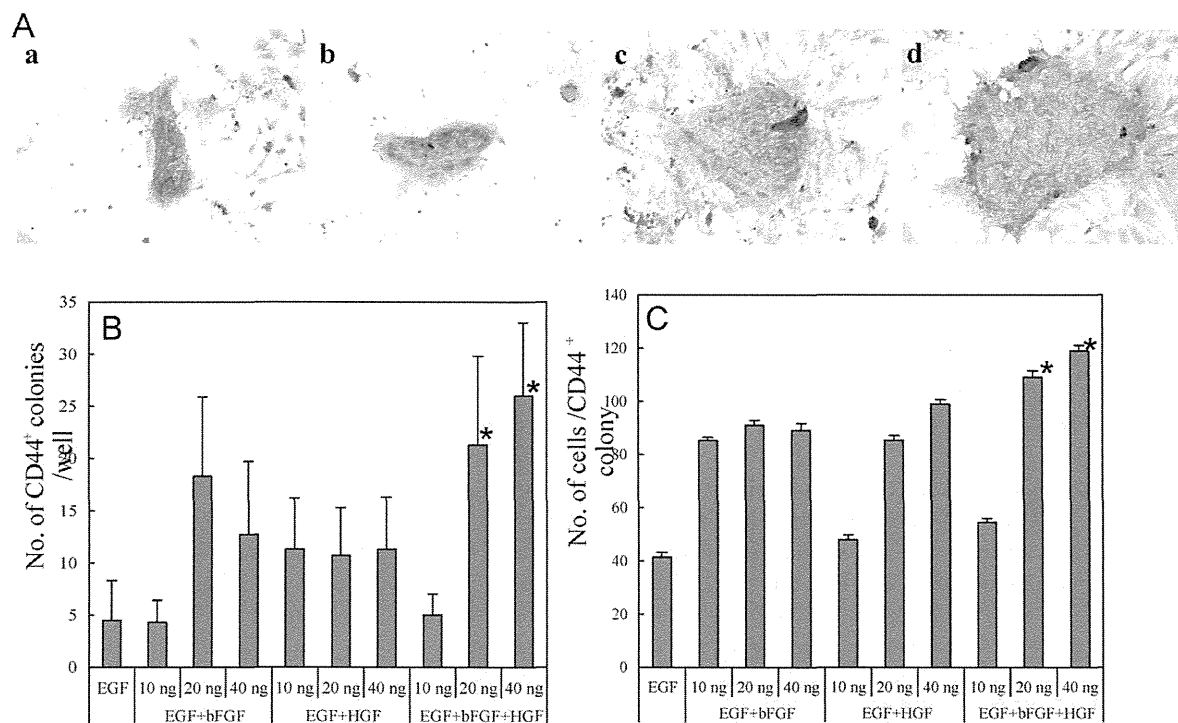 A
a b c d
B
No. of CD44+ colonies
/well
35
30
25
20
15
10
5
0
* *
EGF 10 ng 20 ng 40 ng 10 ng 20 ng 40 ng 10 ng 20 ng 40 ng
EGF+bFGF EGF+HGF EGF+bFGF+HGF
C
No. of cells /CD44+
colony
140
120
100
80
60
40
20
0
* *
EGF 10 ng 20 ng 40 ng 10 ng 20 ng 40 ng 10 ng 20 ng 40 ng
EGF+bFGF EGF+HGF EGF+bFGF+HGF